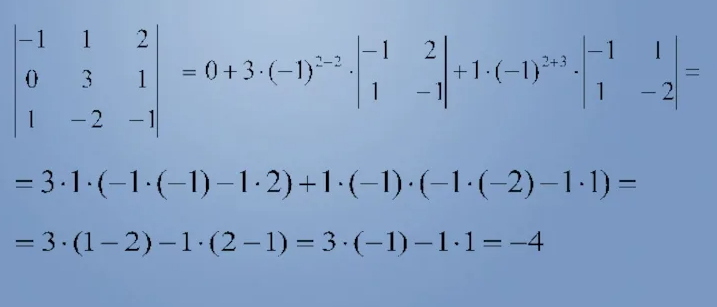 |−1 1 2|
|0 3 1| = 0+3·(−1)²⁻²·|−1 2; 1 −1|+1·(−1)²⁺³·|−1 1; 1 −2|=
|1 −2 −1|
=3·1·(−1·(−1)−1·2)+1·(−1)·(−1·(−2)−1·1)=
=3·(1−2)−1·(2−1)=3·(−1)−1·1=−4